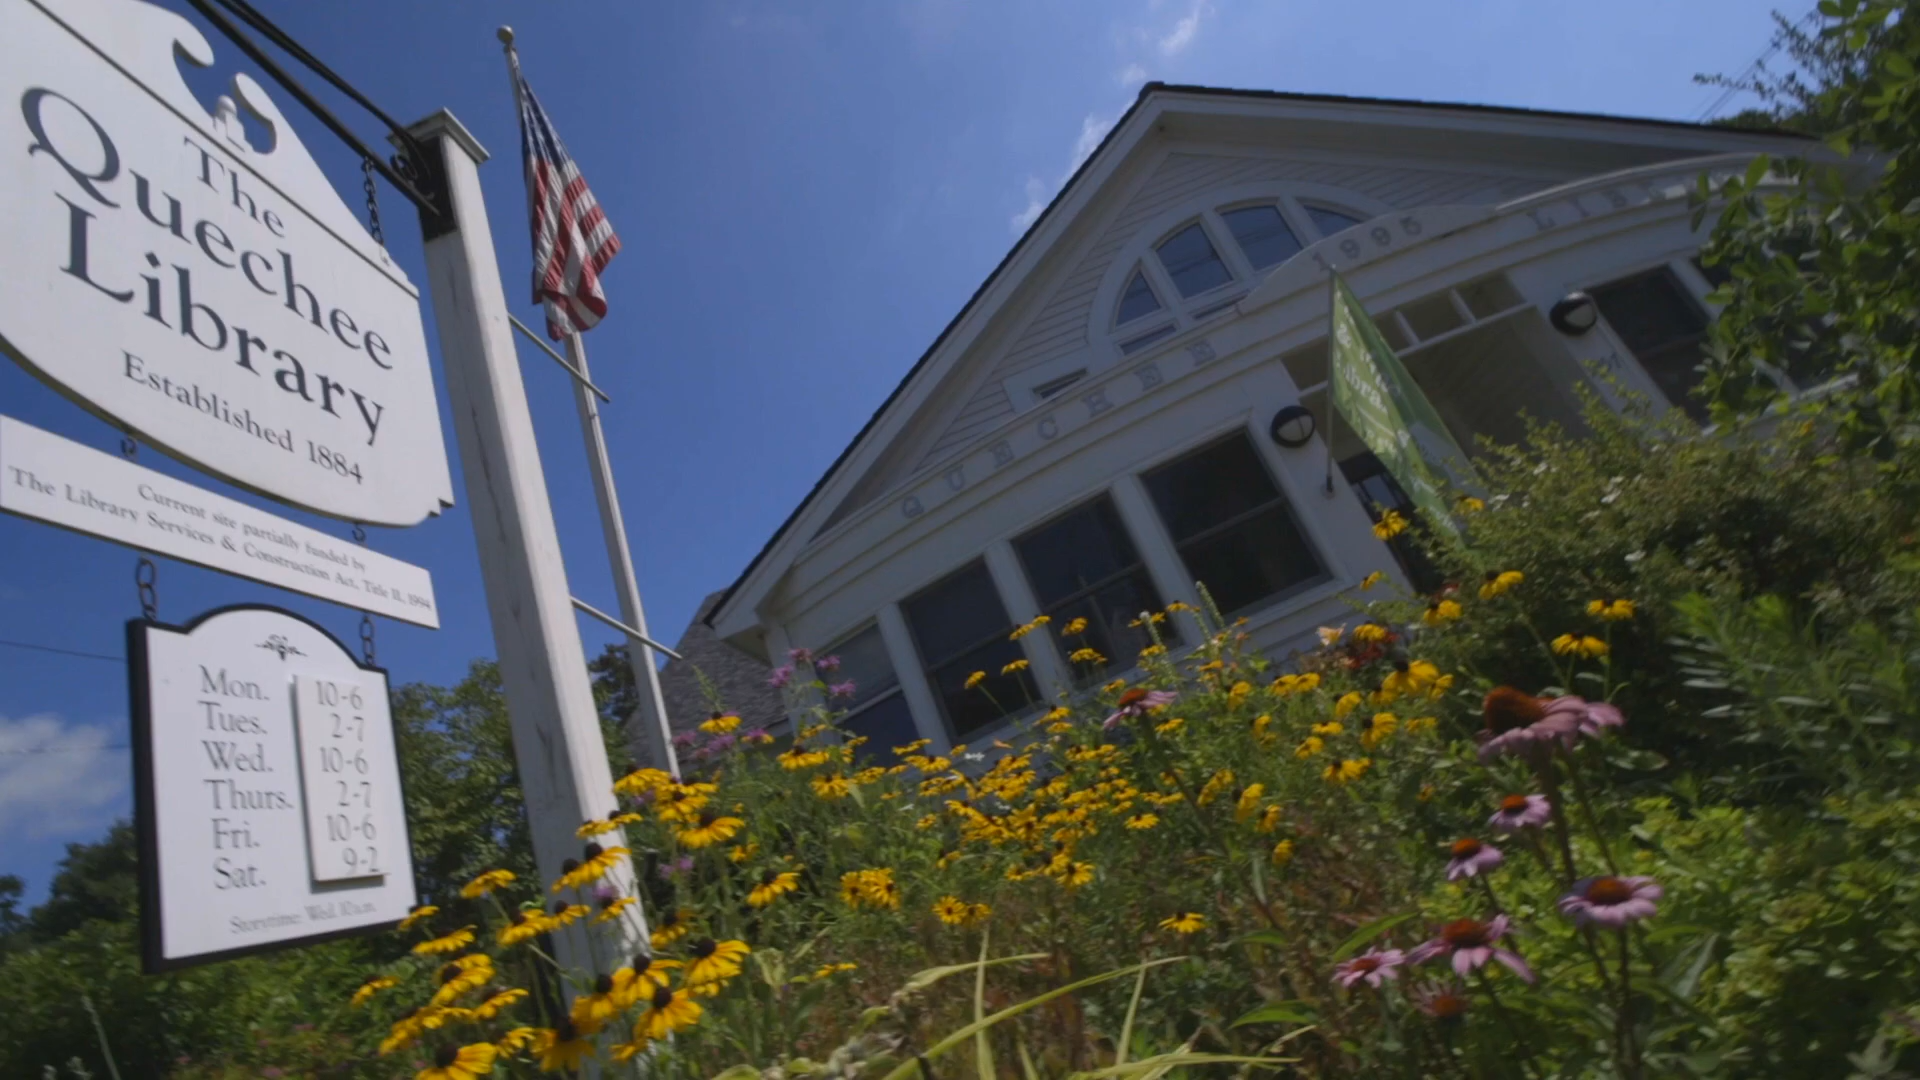 The
Quechee
Library
Established 1884
Current site partially funded by
The Library Services & Construction Act, Title II, 1994
Mon. 10-6
Tues. 2-7
Wed. 10-6
Thurs. 2-7
Fri. 10-6
Sat. 9-2
Storytime: Wed. 10 a.m.
1995
QUECHEE